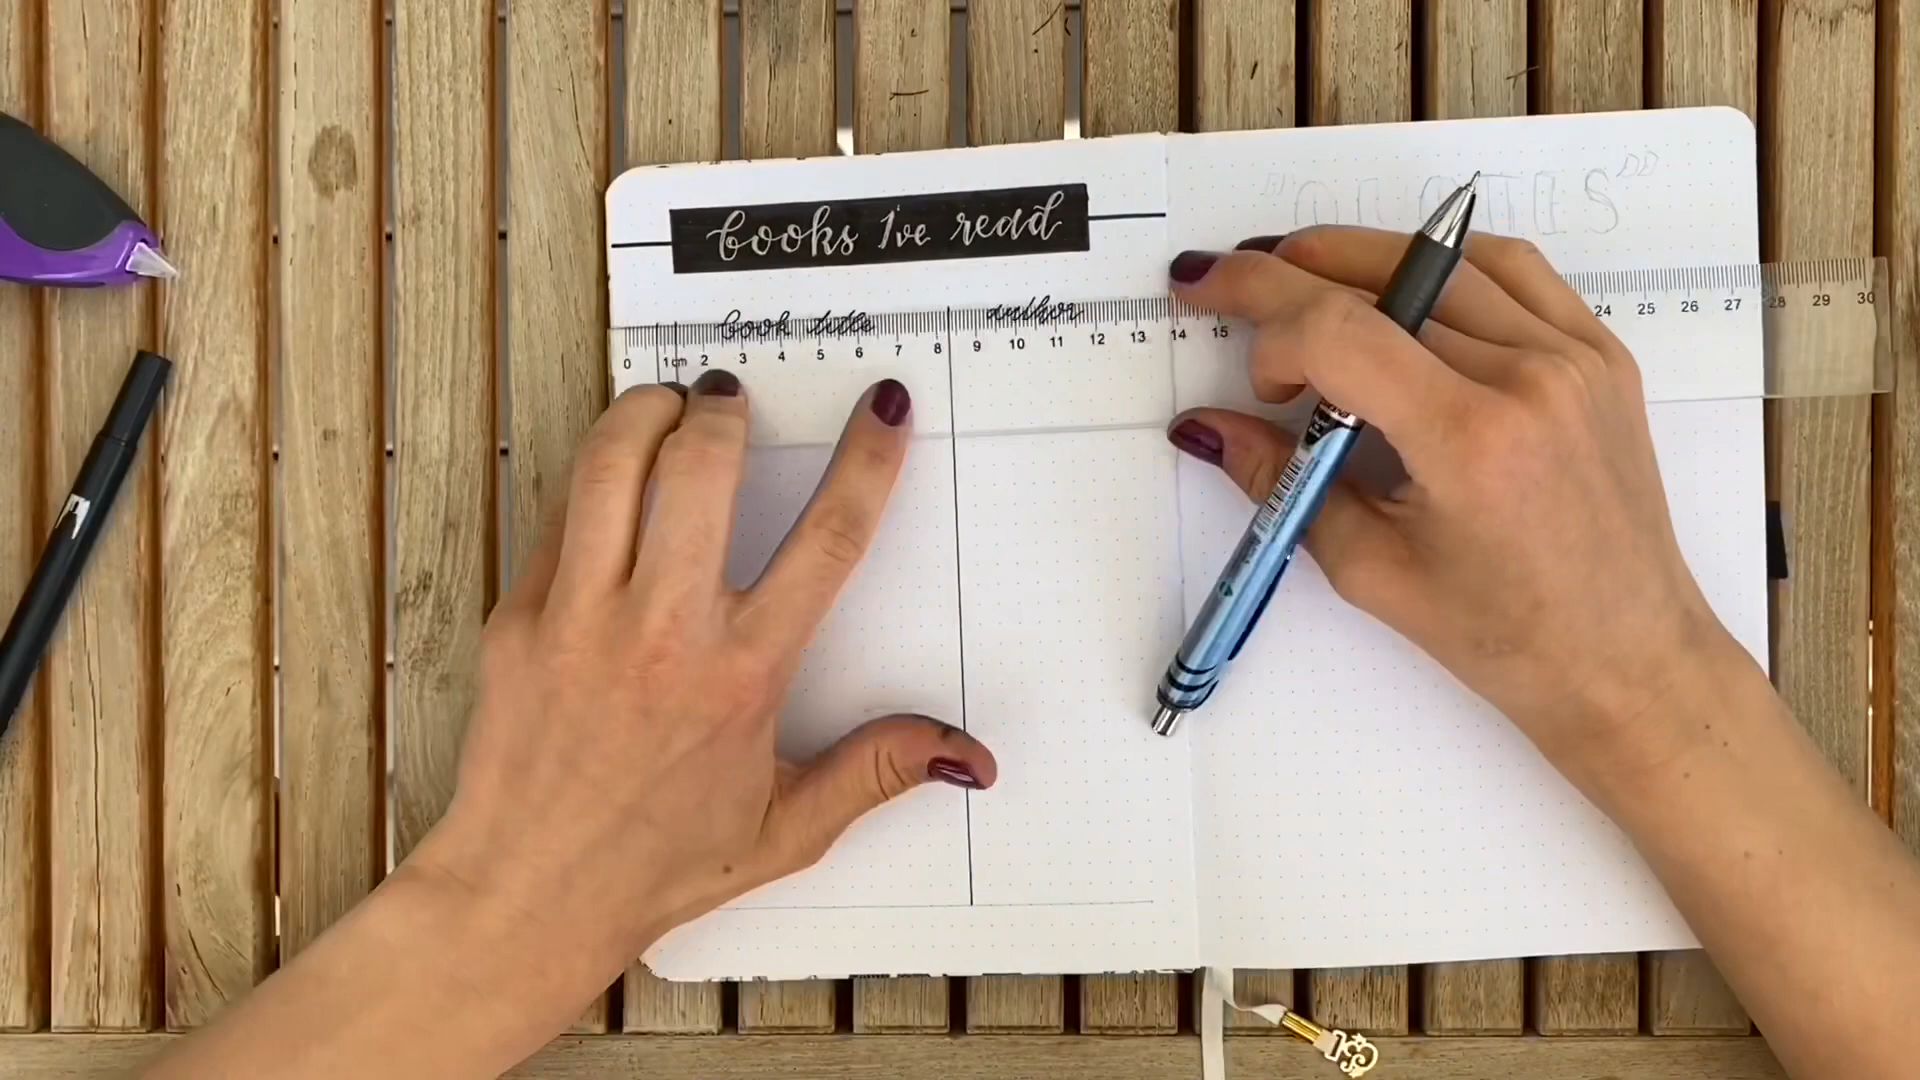 books I've read
"QUOTES"
book title author
0 1cm 2 3 4 5 6 7 8 9 10 11 12 13 14 15 24 25 26 27 28 29 30